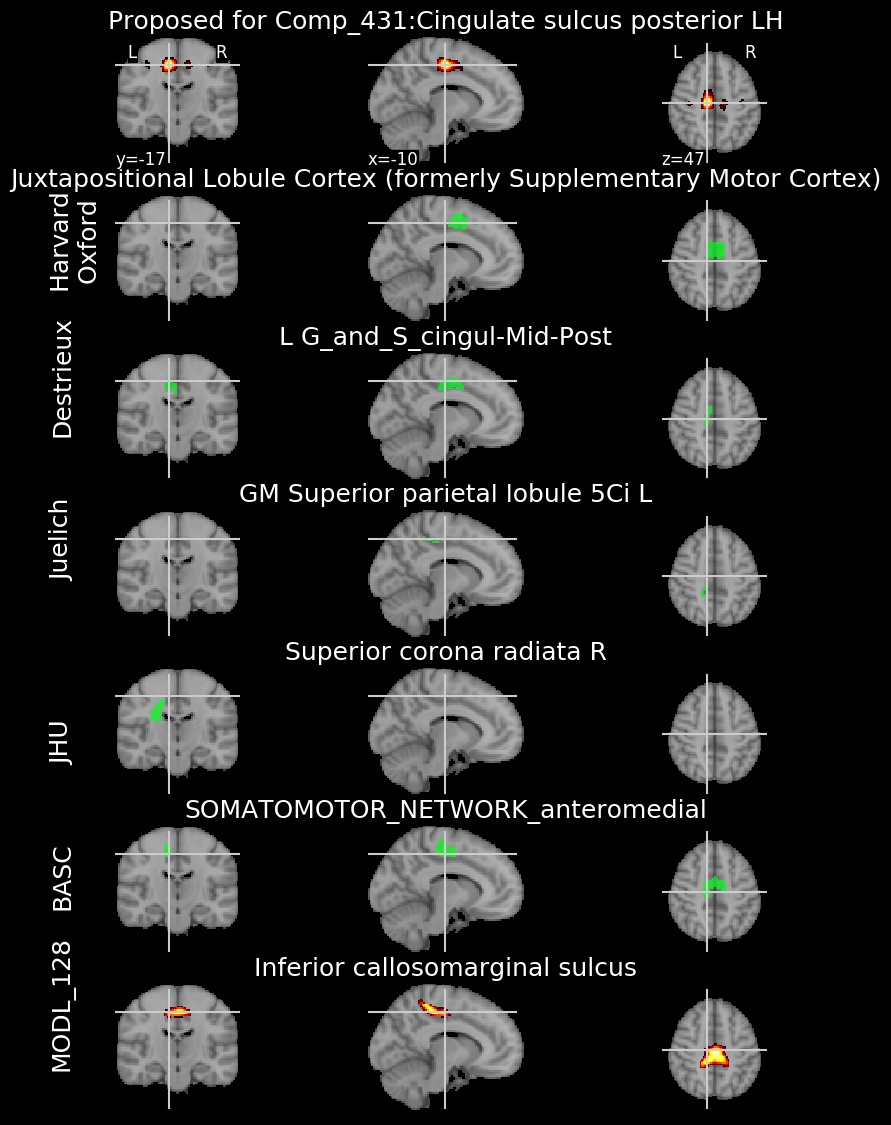 Proposed for Comp_431:Cingulate sulcus posterior LH
L R
L R
y=-17 x=-10 z=47
Juxtapositional Lobule Cortex (formerly Supplementary Motor Cortex)
Harvard
Oxford
L G_and_S_cingul-Mid-Post
Destrieux
GM Superior parietal lobule 5Ci L
Juelich
Superior corona radiata R
JHU
SOMATOMOTOR_NETWORK_anteromedial
BASC
Inferior callosomarginal sulcus
MODL_128